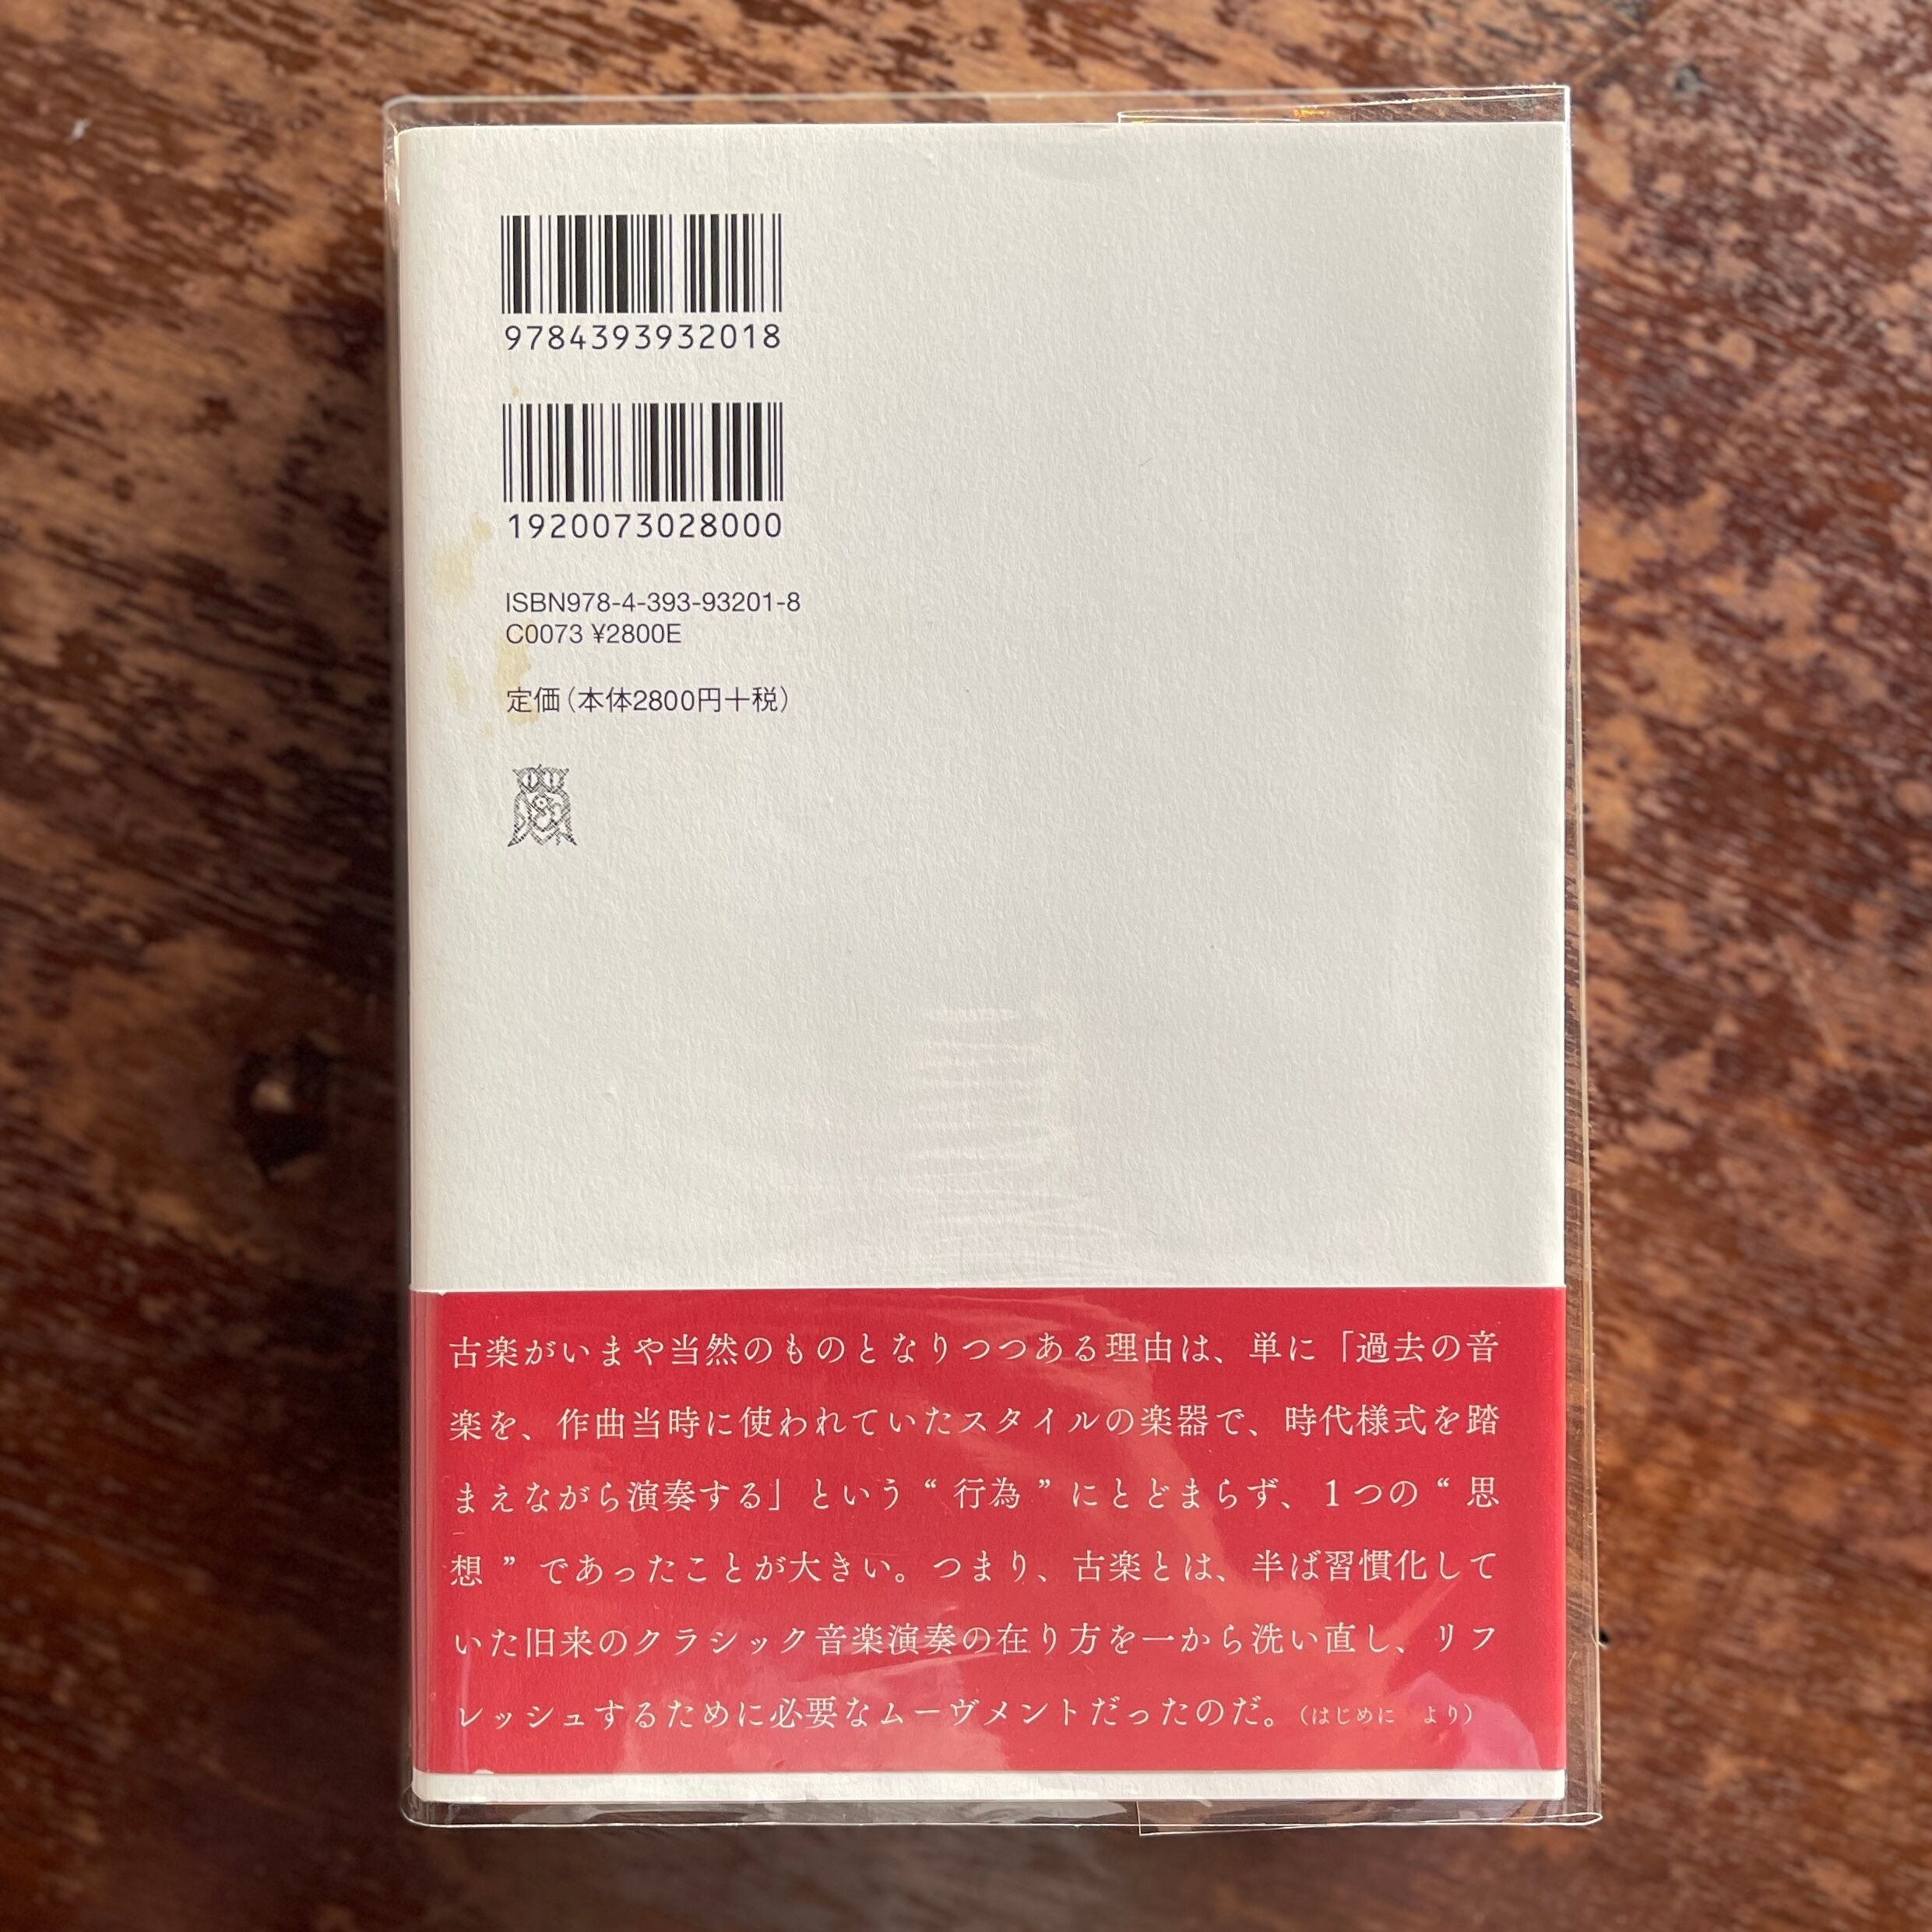 9784393932018
1920073028000
ISBN978-4-393-93201-8
C0073 ¥2800E
定価（本体2800円＋税）
古楽がいまや当然のものとなりつつある理由は、単に「過去の音
楽を、作曲当時に使われていたスタイルの楽器で、時代様式を踏
まえながら演奏する」という“行為”にとどまらず、1つの“思
想”であったことが大きい。つまり、古楽とは、半ば習慣化して
いた旧来のクラシック音楽演奏の在り方を一から洗い直し、リフ
レッシュするために必要なムーヴメントだったのだ。（はじめに　より）